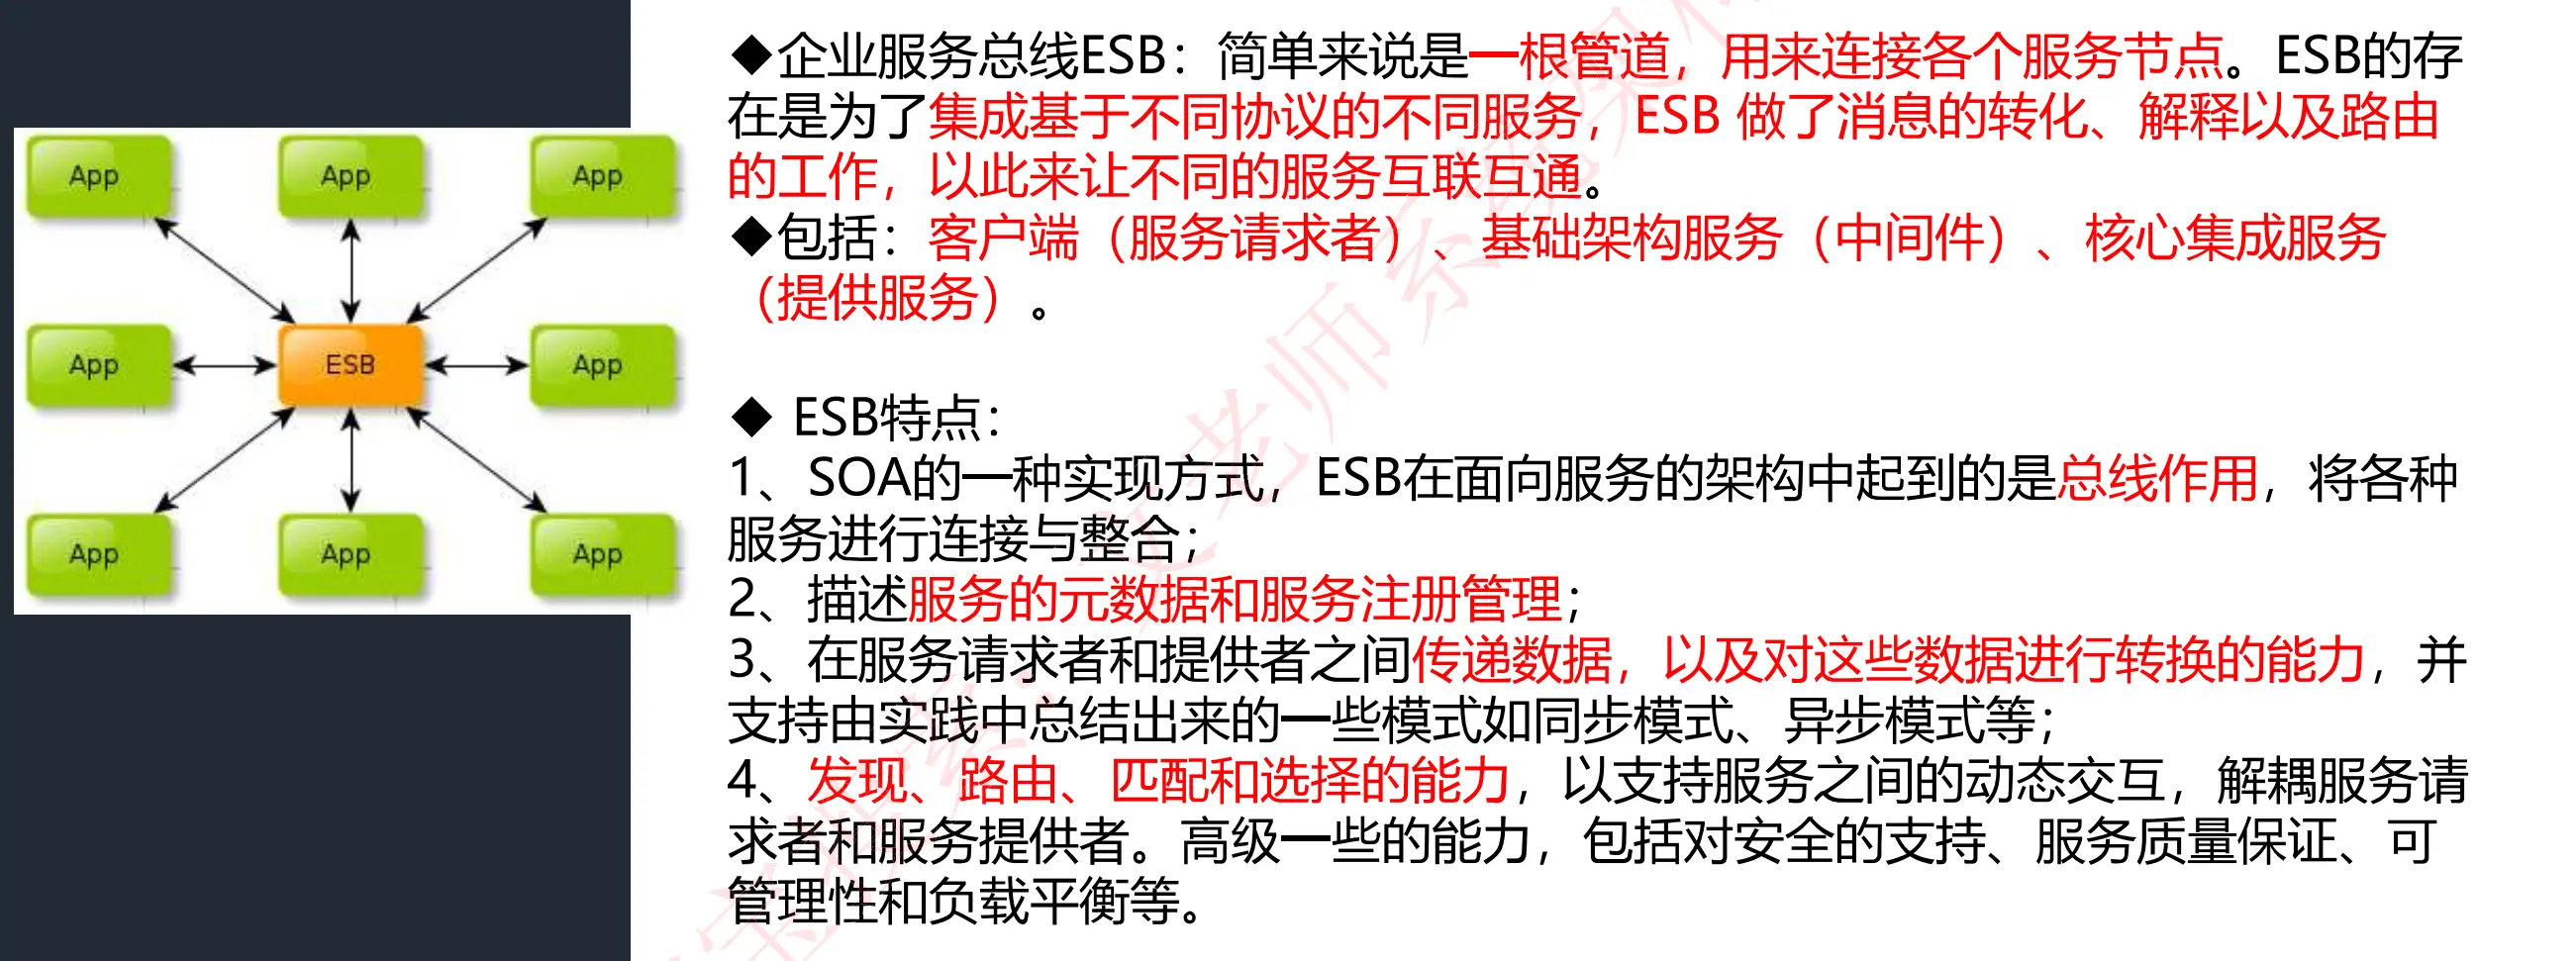 App
App
App
App
ESB
App
App
App
App
◆企业服务总线ESB：简单来说是一根管道，用来连接各个服务节点。ESB的存
在是为了集成基于不同协议的不同服务，ESB 做了消息的转化、解释以及路由
的工作，以此来让不同的服务互联互通。
◆包括：客户端（服务请求者）、基础架构服务（中间件）、核心集成服务
（提供服务）。
◆ ESB特点：
1、SOA的一种实现方式，ESB在面向服务的架构中起到的是总线作用，将各种
服务进行连接与整合；
2、描述服务的元数据和服务注册管理；
3、在服务请求者和提供者之间传递数据，以及对这些数据进行转换的能力，并
支持由实践中总结出来的一些模式如同步模式、异步模式等；
4、发现、路由、匹配和选择的能力，以支持服务之间的动态交互，解耦服务请
求者和服务提供者。高级一些的能力，包括对安全的支持、服务质量保证、可
管理性和负载平衡等。
宝搜索：文老师系统架